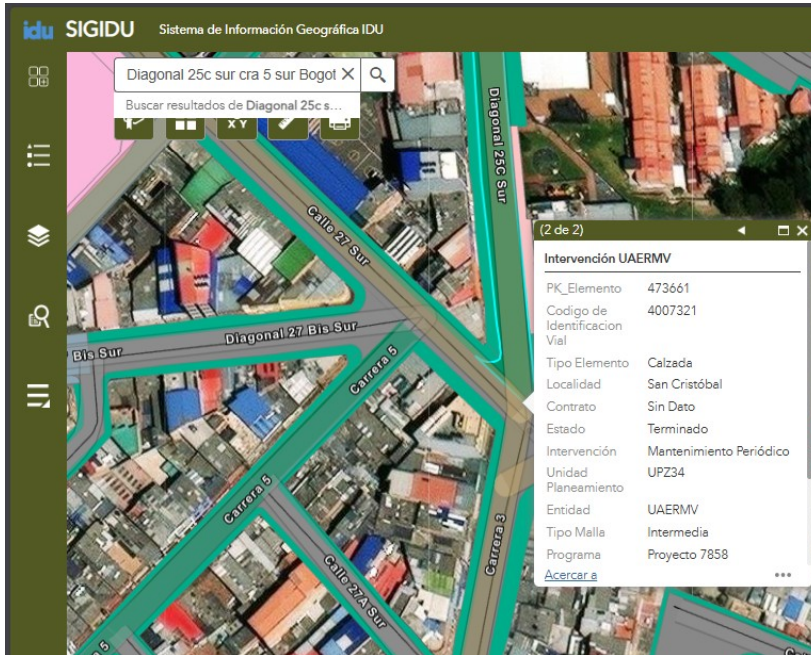 idu SIGIDU Sistema de Información Geográfica IDU
Diagonal 25c sur cra 5 sur Bogot
Buscar resultados de Diagonal 25c s...
X Y
Diagonal 25C Sur
Calle 27 Sur
Diagonal 27 Bis Sur
Bis Sur
Carrera 5
Carrera 5
Calle 27A Sur
Carrera 3
(2 de 2)
Intervención UAERMV
PK_Elemento 473661
Codigo de 4007321
Identificacion
Vial
Tipo Elemento Calzada
Localidad San Cristóbal
Contrato Sin Dato
Estado Terminado
Intervención Mantenimiento Periódico
Unidad UPZ34
Planeamiento
Entidad UAERMV
Tipo Malla Intermedia
Programa Proyecto 7858
Acercar a